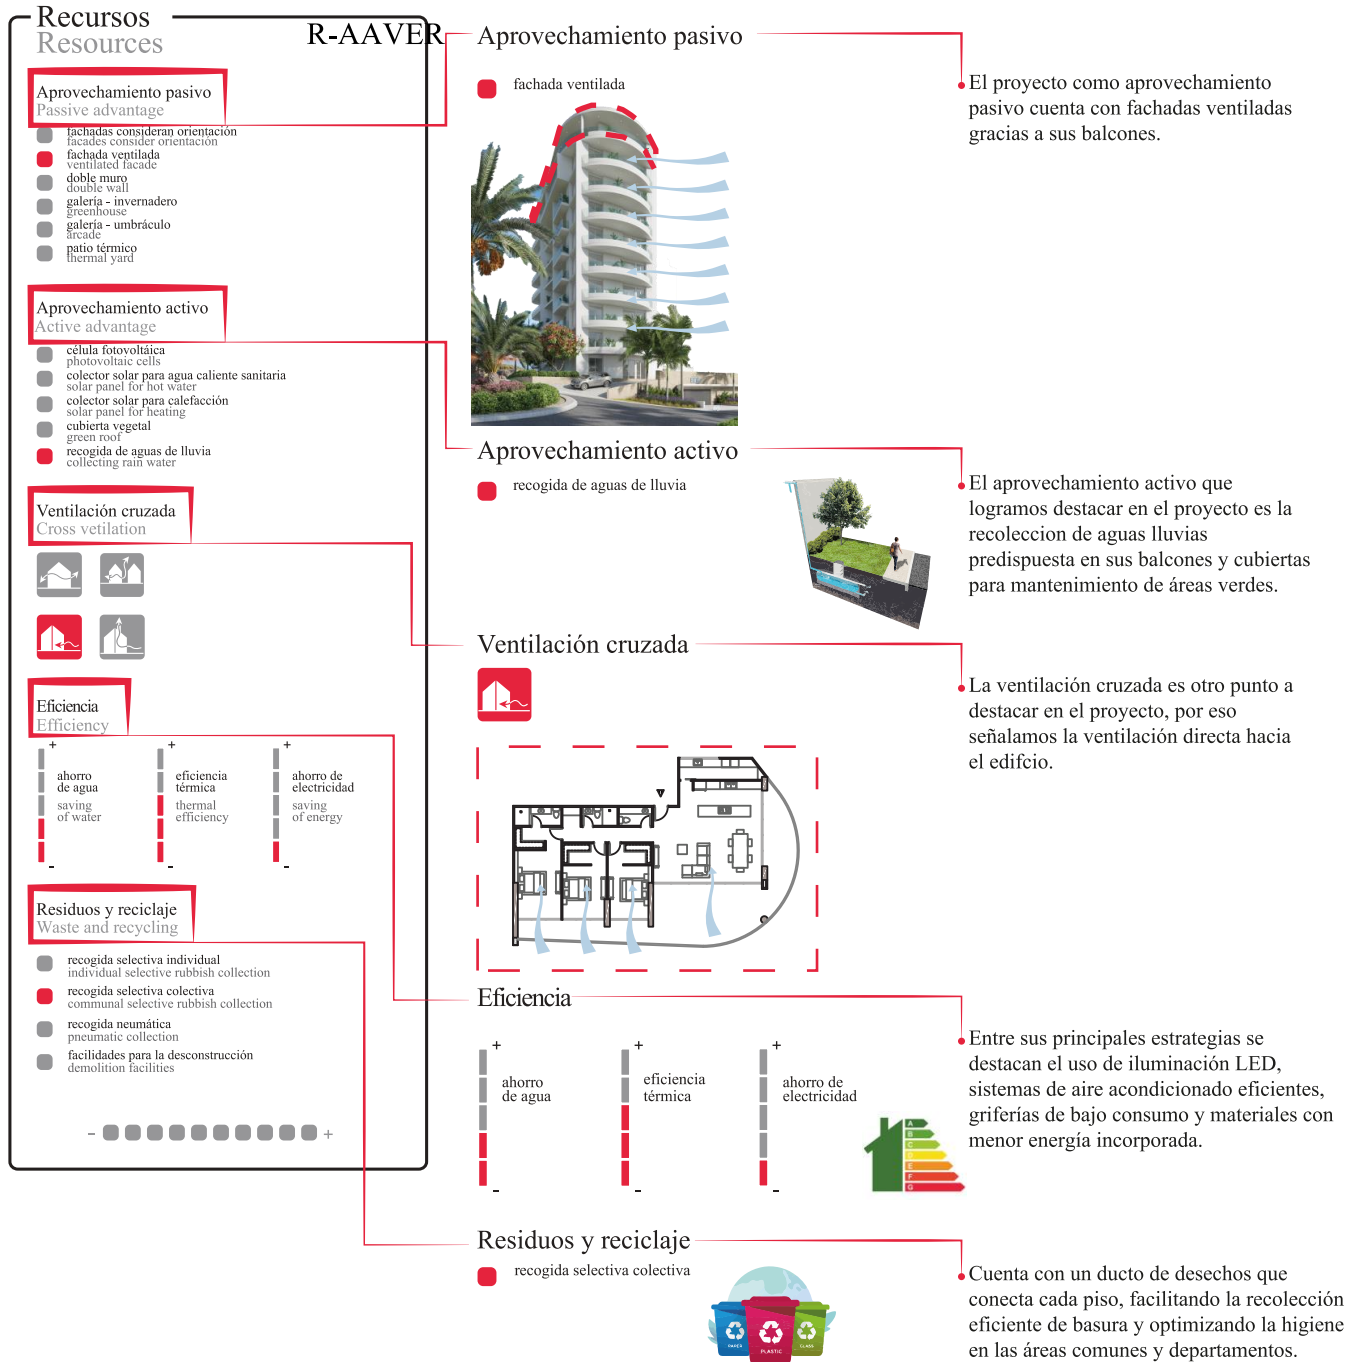 Recursos
Resources
R-AAVER
Aprovechamiento pasivo
Passive advantage
fachadas consideran orientación
facades consider orientación
fachada ventilada
ventilated facade
doble muro
double wall
galería - invernadero
greenhouse
galería - umbráculo
arcade
patio térmico
thermal yard
Aprovechamiento activo
Active advantage
célula fotovoltáica
photovoltaic cells
colector solar para agua caliente sanitaria
solar panel for hot water
colector solar para calefacción
solar panel for heating
cubierta vegetal
green roof
recogida de aguas de lluvia
collecting rain water
Ventilación cruzada
Cross vetilation
Eficiencia
Efficiency
+
ahorro
de agua
saving
of water
-
+
eficiencia
térmica
thermal
efficiency
-
+
ahorro de
electricidad
saving
of energy
-
Residuos y reciclaje
Waste and recycling
recogida selectiva individual
individual selective rubbish collection
recogida selectiva colectiva
communal selective rubbish collection
recogida neumática
pneumatic collection
facilidades para la desconstrucción
demolition facilities
- +
Aprovechamiento pasivo
fachada ventilada
El proyecto como aprovechamiento
pasivo cuenta con fachadas ventiladas
gracias a sus balcones.
Aprovechamiento activo
recogida de aguas de lluvia
El aprovechamiento activo que
logramos destacar en el proyecto es la
recoleccion de aguas lluvias
predispuesta en sus balcones y cubiertas
para mantenimiento de áreas verdes.
Ventilación cruzada
La ventilación cruzada es otro punto a
destacar en el proyecto, por eso
señalamos la ventilación directa hacia
el edifcio.
Eficiencia
+
ahorro
de agua
-
+
eficiencia
térmica
-
+
ahorro de
electricidad
-
A
B
C
D
E
F
G
Entre sus principales estrategias se
destacan el uso de iluminación LED,
sistemas de aire acondicionado eficientes,
griferías de bajo consumo y materiales con
menor energía incorporada.
Residuos y reciclaje
recogida selectiva colectiva
PAPER
PLASTIC
GLASS
Cuenta con un ducto de desechos que
conecta cada piso, facilitando la recolección
eficiente de basura y optimizando la higiene
en las áreas comunes y departamentos.